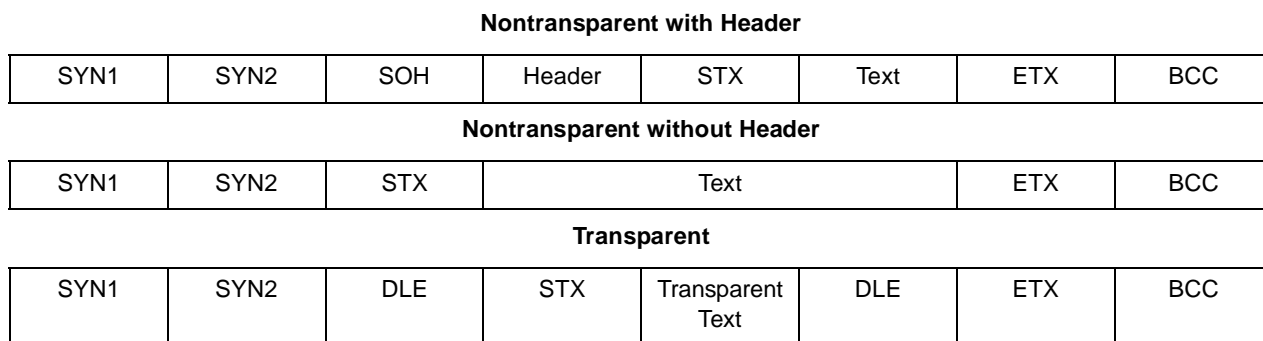 Nontransparent with Header
SYN1 SYN2 SOH Header STX Text ETX BCC
Nontransparent without Header
SYN1 SYN2 STX Text ETX BCC
Transparent
SYN1 SYN2 DLE STX Transparent DLE ETX BCC
Text